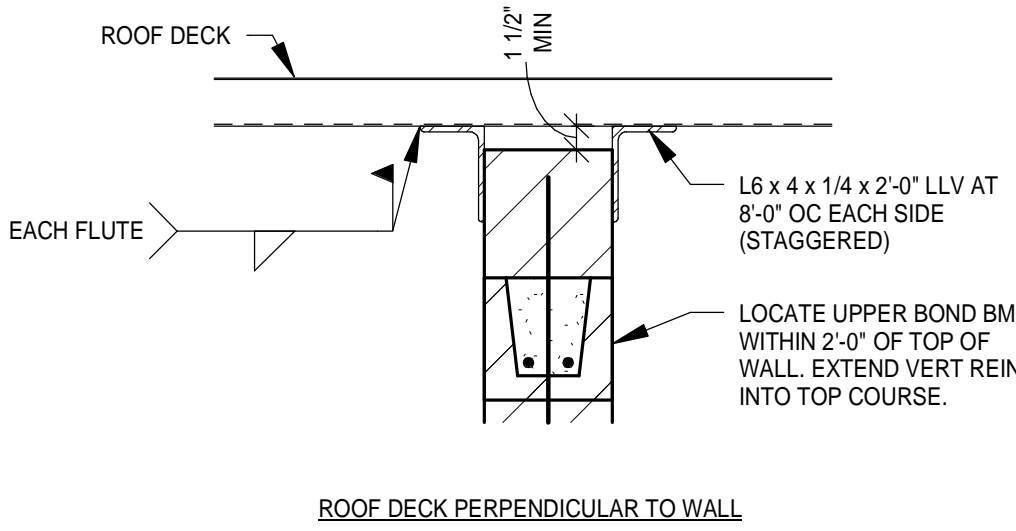 1 1/2"
MIN
ROOF DECK
L6 x 4 x 1/4 x 2'-0" LLV AT
8'-0" OC EACH SIDE
(STAGGERED)
EACH FLUTE
LOCATE UPPER BOND BM
WITHIN 2'-0" OF TOP OF
WALL. EXTEND VERT REIN
INTO TOP COURSE.
ROOF DECK PERPENDICULAR TO WALL